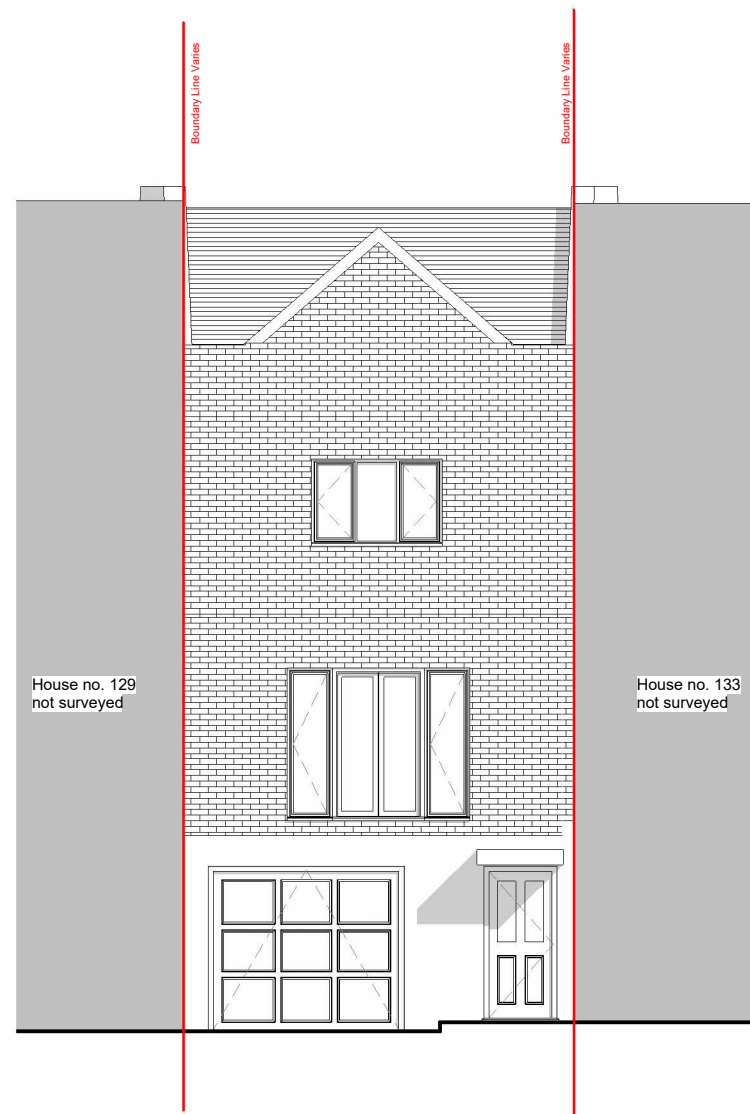 Boundary Line Varies
Boundary Line Varies
House no. 129
not surveyed
House no. 133
not surveyed